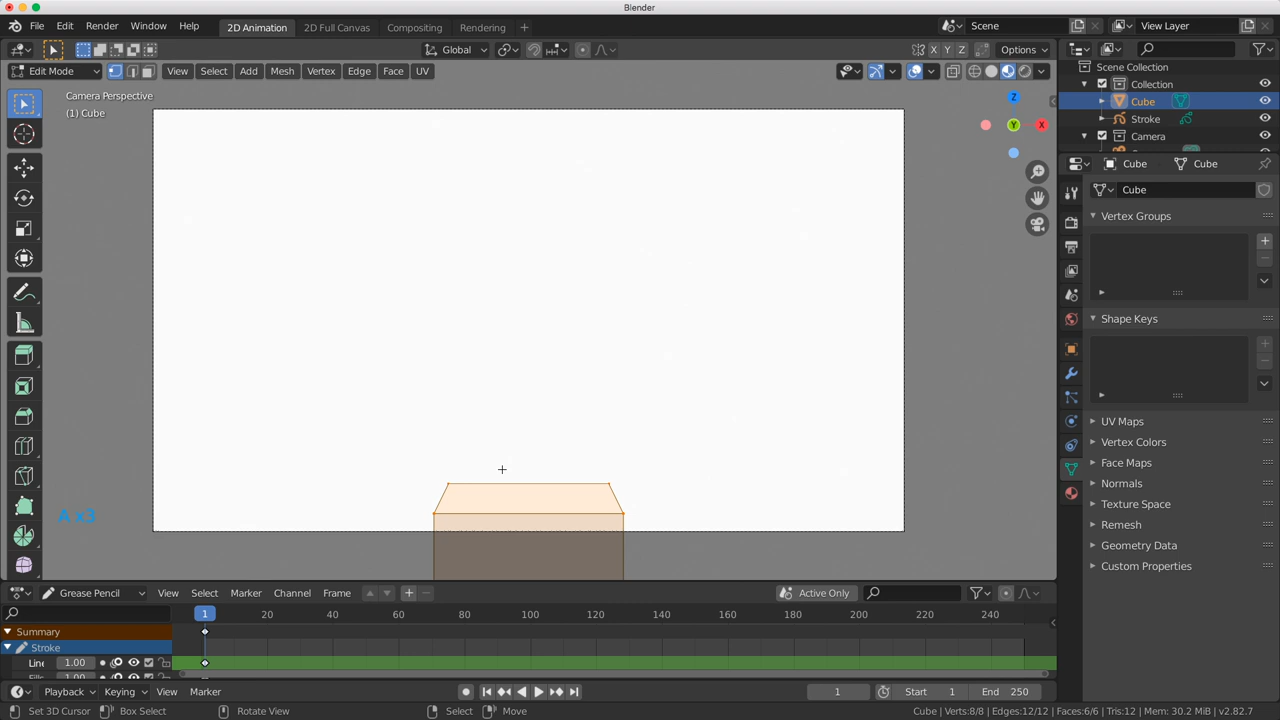 Blender
File Edit Render Window Help 2D Animation 2D Full Canvas Compositing Rendering Scene View Layer
Global X Y Z Options
Edit Mode View Select Add Mesh Vertex Edge Face UV
Scene Collection
Collection
Cube
Stroke
Camera
Camera Perspective
(1) Cube
Z
Y
X
Cube Cube
Cube
Vertex Groups
Shape Keys
UV Maps
Vertex Colors
Face Maps
Normals
Texture Space
Remesh
Geometry Data
Custom Properties
A x3
Grease Pencil View Select Marker Channel Frame Active Only
1 20 40 60 80 100 120 140 160 180 200 220 240
Summary
Stroke
Line 1.00
Playback Keying View Marker 1 Start 1 End 250
Set 3D Cursor Box Select Rotate View Select Move Cube | Verts:8/8 | Edges:12/12 | Faces:6/6 | Tris:12 | Mem: 30.2 MiB | v2.82.7